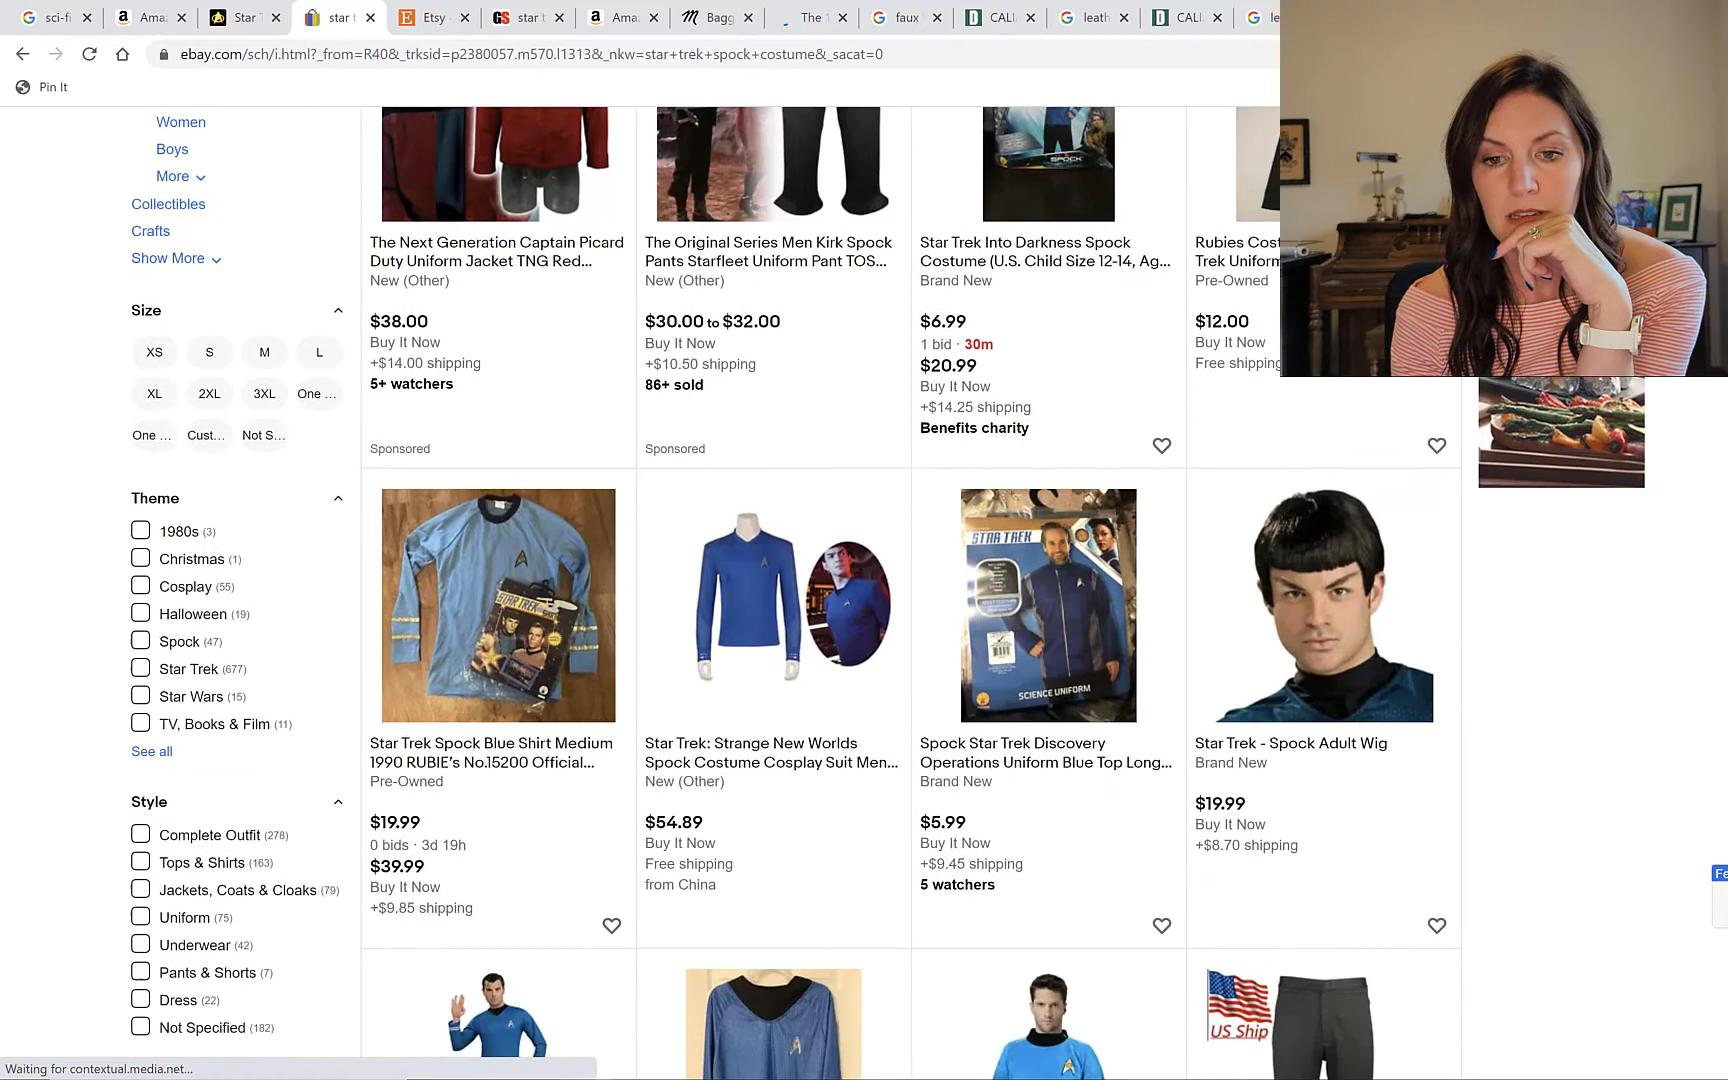 sci-fi
Amaz
Star T
star t
Etsy
star t
Amaz
Bagg
The 1
faux
CALI
leath
CALI
le
ebay.com/sch/i.html?_from=R40&_trksid=p2380057.m570.l1313&_nkw=star+trek+spock+costume&_sacat=0
Pin It
Women
Boys
More
Collectibles
Crafts
Show More
Size
XS S M L
XL 2XL 3XL One ...
One ... Cust... Not S...
Theme
1980s (3)
Christmas (1)
Cosplay (55)
Halloween (19)
Spock (47)
Star Trek (677)
Star Wars (15)
TV, Books & Film (11)
See all
Style
Complete Outfit (278)
Tops & Shirts (163)
Jackets, Coats & Cloaks (79)
Uniform (75)
Underwear (42)
Pants & Shorts (7)
Dress (22)
Not Specified (182)
The Next Generation Captain Picard
Duty Uniform Jacket TNG Red...
New (Other)
$38.00
Buy It Now
+$14.00 shipping
5+ watchers
Sponsored
The Original Series Men Kirk Spock
Pants Starfleet Uniform Pant TOS...
New (Other)
$30.00 to $32.00
Buy It Now
+$10.50 shipping
86+ sold
Sponsored
SPOCK
Star Trek Into Darkness Spock
Costume (U.S. Child Size 12-14, Ag...
Brand New
$6.99
1 bid · 30m
$20.99
Buy It Now
+$14.25 shipping
Benefits charity
Rubies Cost
Trek Uniform
Pre-Owned
$12.00
Buy It Now
Free shipping
STAR TREK
Star Trek Spock Blue Shirt Medium
1990 RUBIE's No.15200 Official...
Pre-Owned
$19.99
0 bids · 3d 19h
$39.99
Buy It Now
+$9.85 shipping
Star Trek: Strange New Worlds
Spock Costume Cosplay Suit Men...
New (Other)
$54.89
Buy It Now
Free shipping
from China
STAR TREK
SCIENCE UNIFORM
Spock Star Trek Discovery
Operations Uniform Blue Top Long...
Brand New
$5.99
Buy It Now
+$9.45 shipping
5 watchers
Star Trek - Spock Adult Wig
Brand New
$19.99
Buy It Now
+$8.70 shipping
US Ship
Fe
Waiting for contextual.media.net...